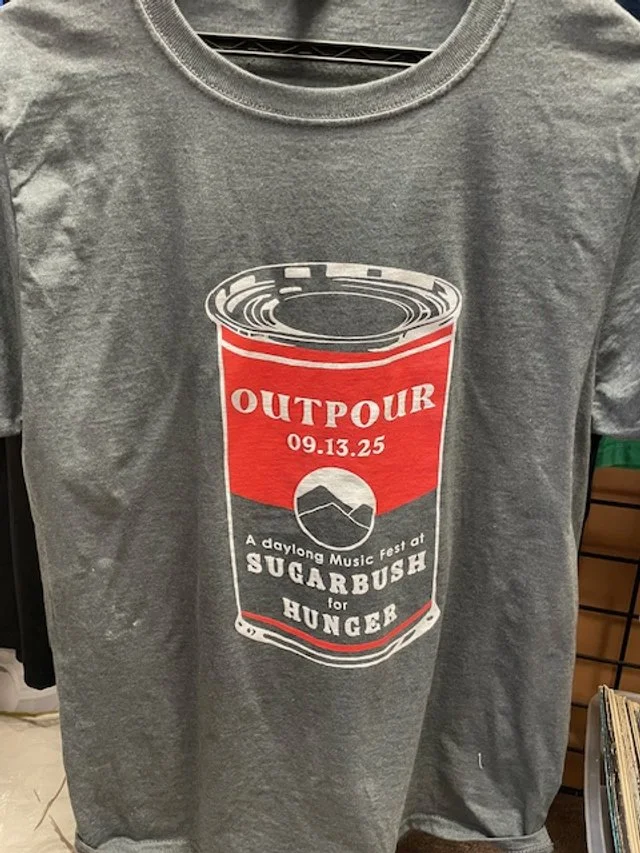 OUTPOUR
09.13.25
A daylong Music Fest at
SUGARBUSH
for
HUNGER